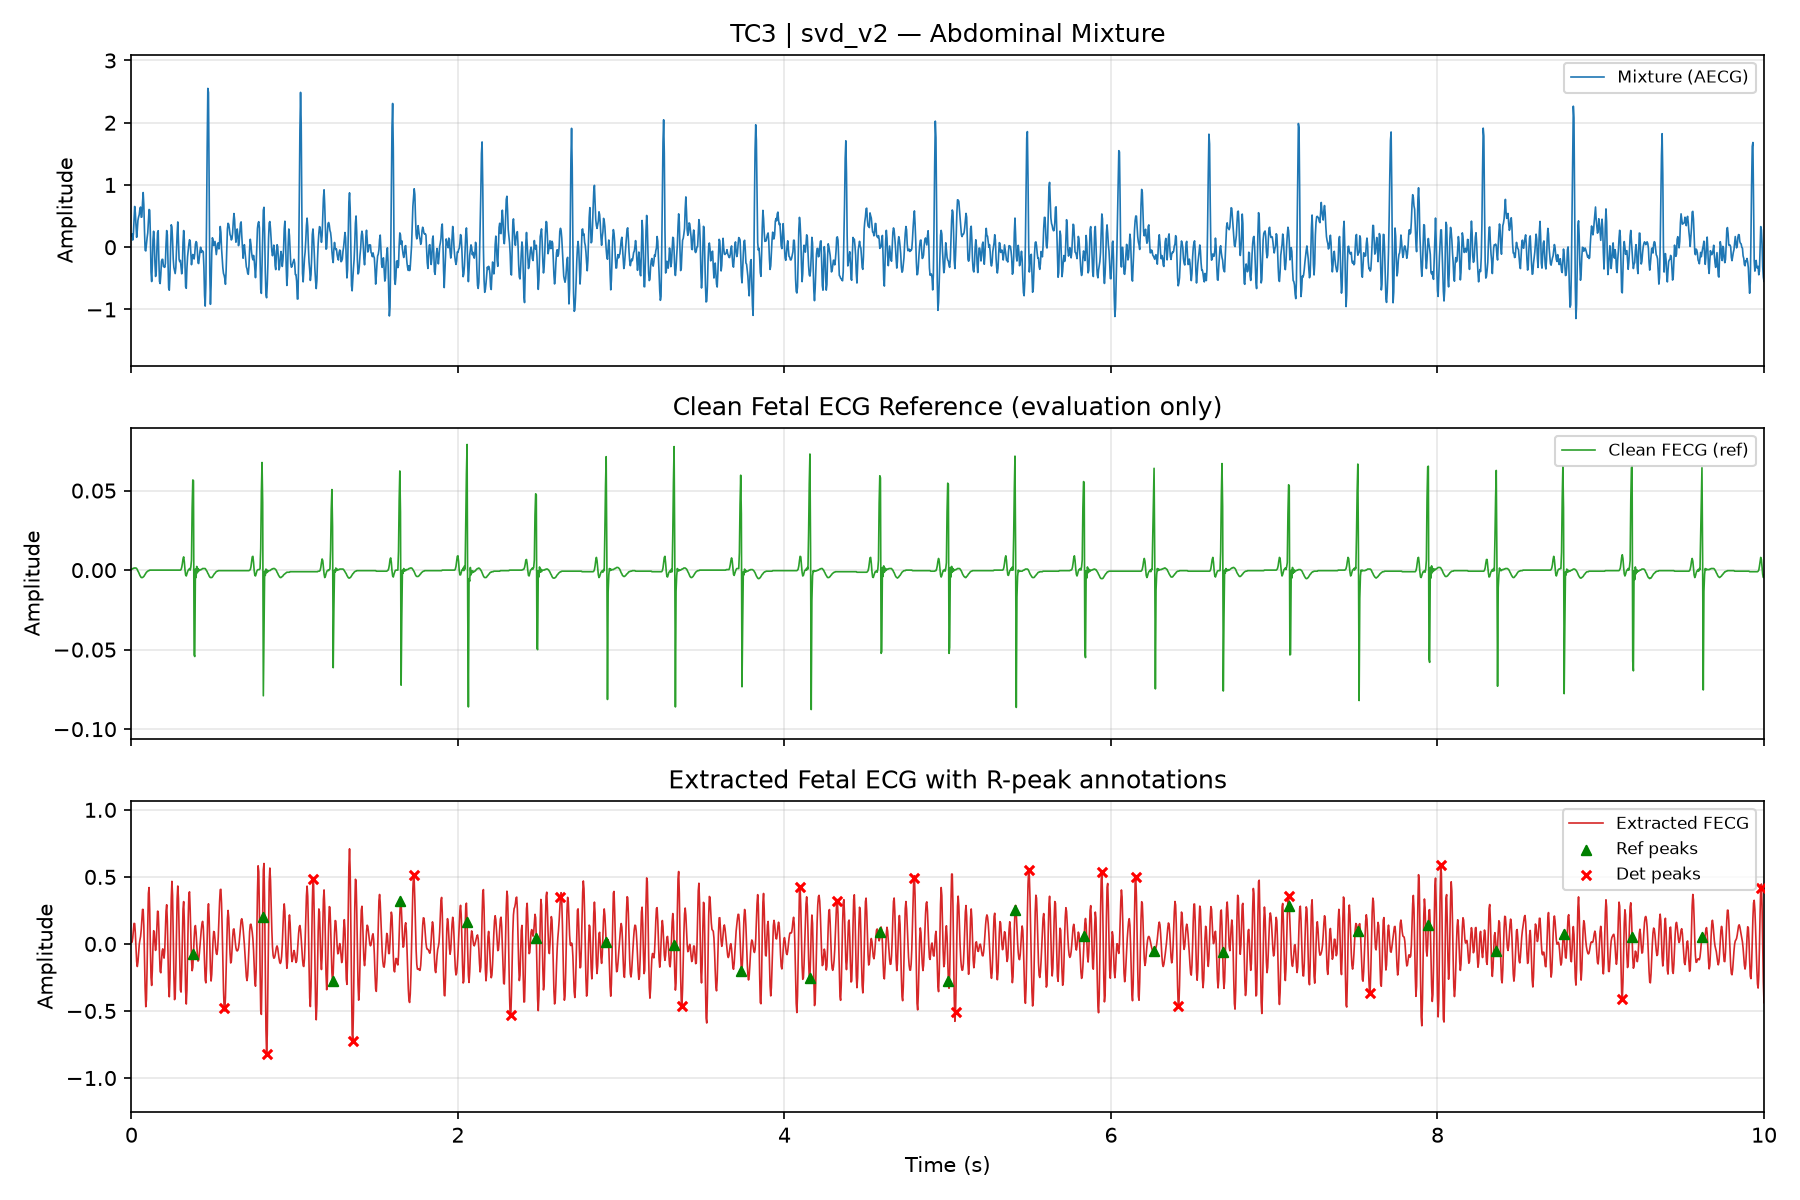 TC3 | svd_v2 — Abdominal Mixture
Amplitude
3
2
1
0
−1
Mixture (AECG)
Clean Fetal ECG Reference (evaluation only)
Amplitude
0.05
0.00
−0.05
−0.10
Clean FECG (ref)
Extracted Fetal ECG with R-peak annotations
Amplitude
1.0
0.5
0.0
−0.5
−1.0
Extracted FECG
Ref peaks
Det peaks
0 2 4 6 8 10
Time (s)